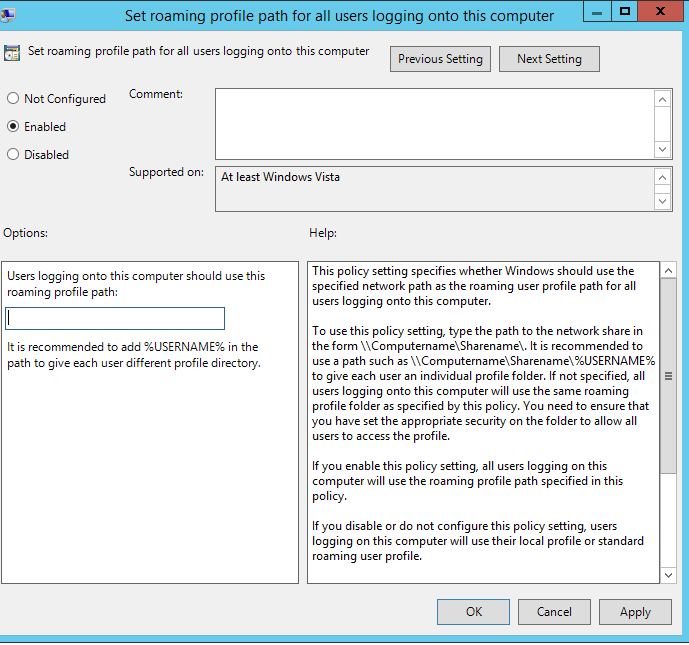 Set roaming profile path for all users logging onto this computer
Set roaming profile path for all users logging onto this computer
Previous Setting
Next Setting
Not Configured
Comment:
Enabled
Disabled
Supported on:
At least Windows Vista
Options:
Help:
Users logging onto this computer should use this
roaming profile path:
It is recommended to add %USERNAME% in the
path to give each user different profile directory.
This policy setting specifies whether Windows should use the
specified network path as the roaming user profile path for all
users logging onto this computer.
To use this policy setting, type the path to the network share in
the form \\Computername\Sharename\. It is recommended to
use a path such as \\Computername\Sharename\%USERNAME%
to give each user an individual profile folder. If not specified, all
users logging onto this computer will use the same roaming
profile folder as specified by this policy. You need to ensure that
you have set the appropriate security on the folder to allow all
users to access the profile.
If you enable this policy setting, all users logging on this
computer will use the roaming profile path specified in this
policy.
If you disable or do not configure this policy setting, users
logging on this computer will use their local profile or standard
roaming user profile.
OK
Cancel
Apply